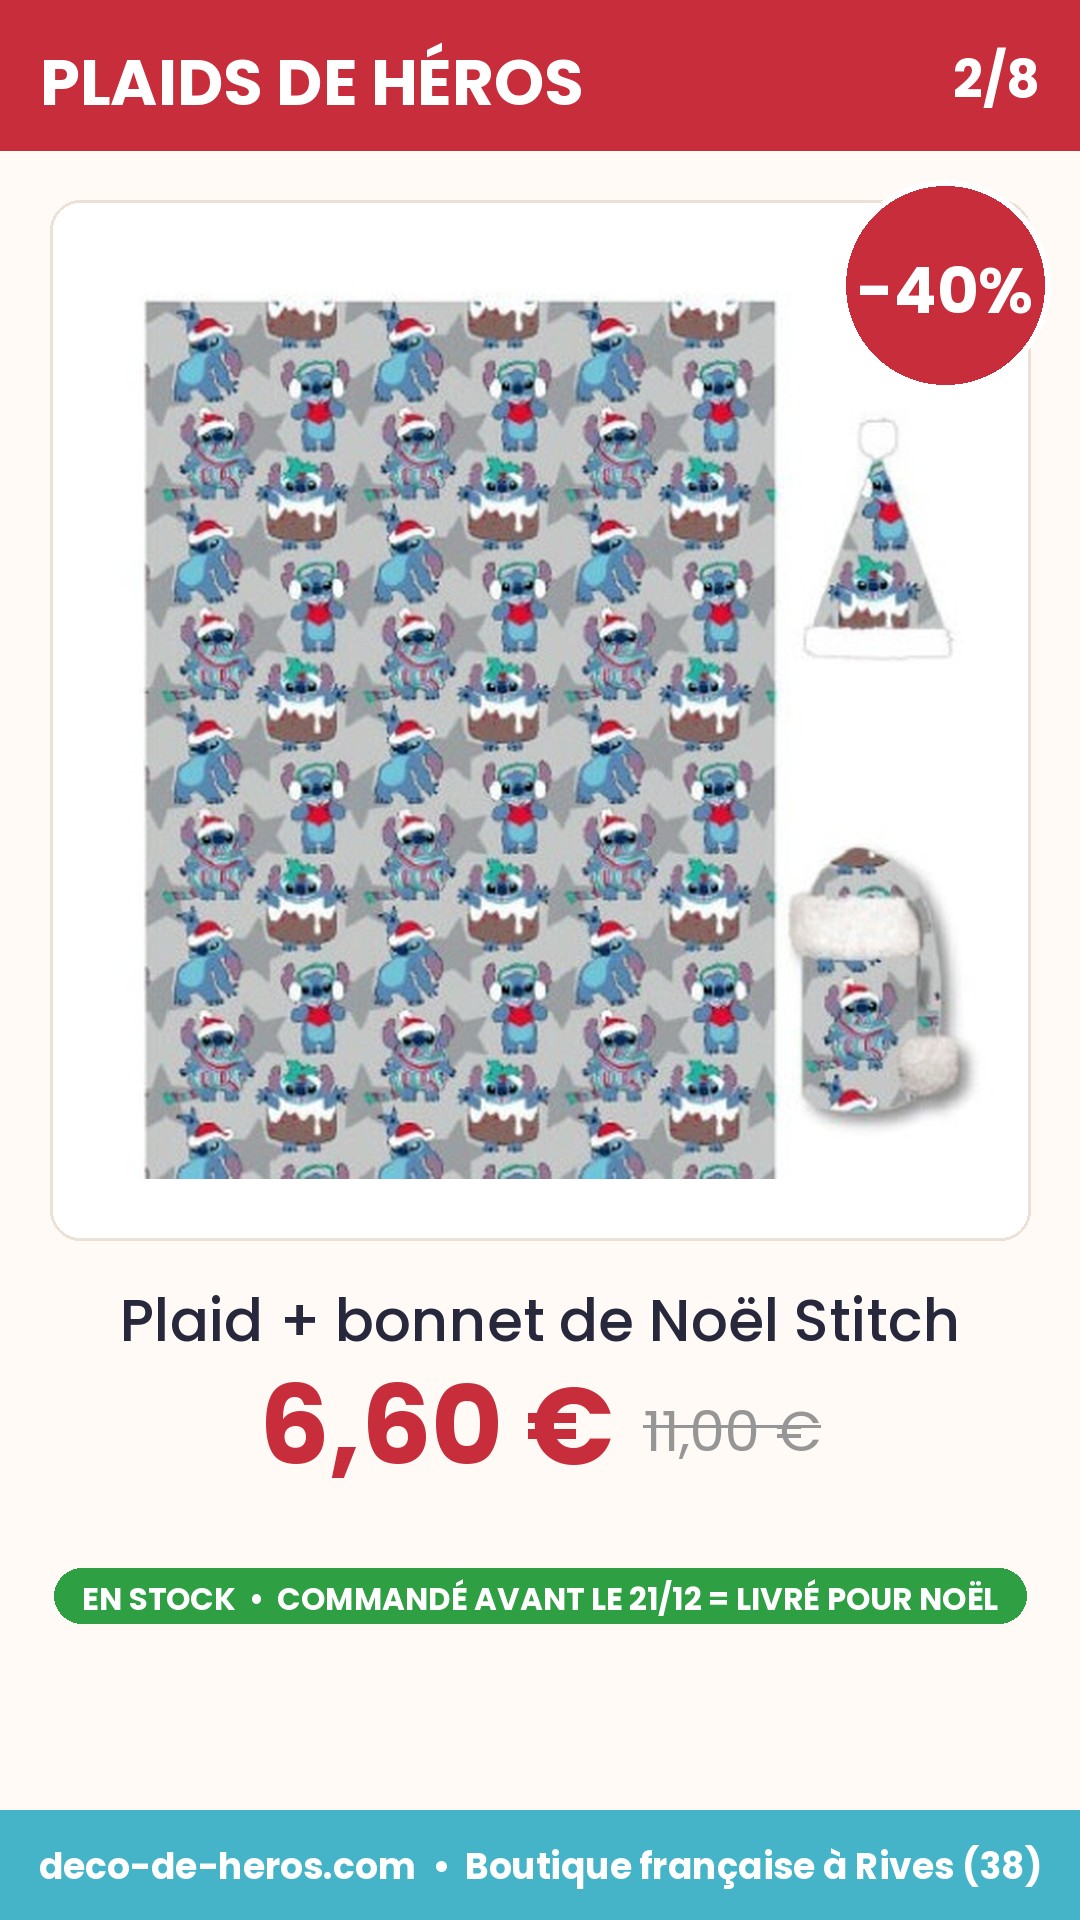 PLAIDS DE HÉROS
2/8
-40%
Plaid + bonnet de Noël Stitch
6,60 € 11,00 €
EN STOCK • COMMANDÉ AVANT LE 21/12 = LIVRÉ POUR NOËL
deco-de-heros.com • Boutique française à Rives (38)